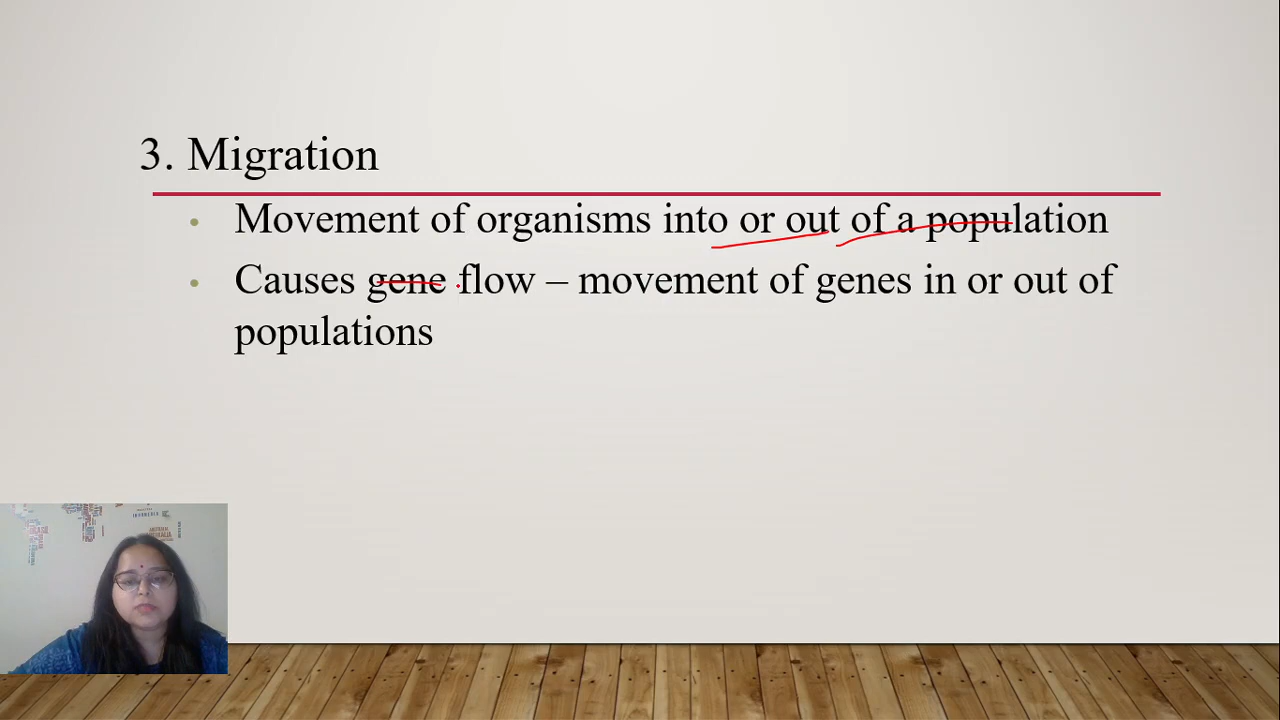 3. Migration
• Movement of organisms into or out of a population
• Causes gene flow – movement of genes in or out of
populations